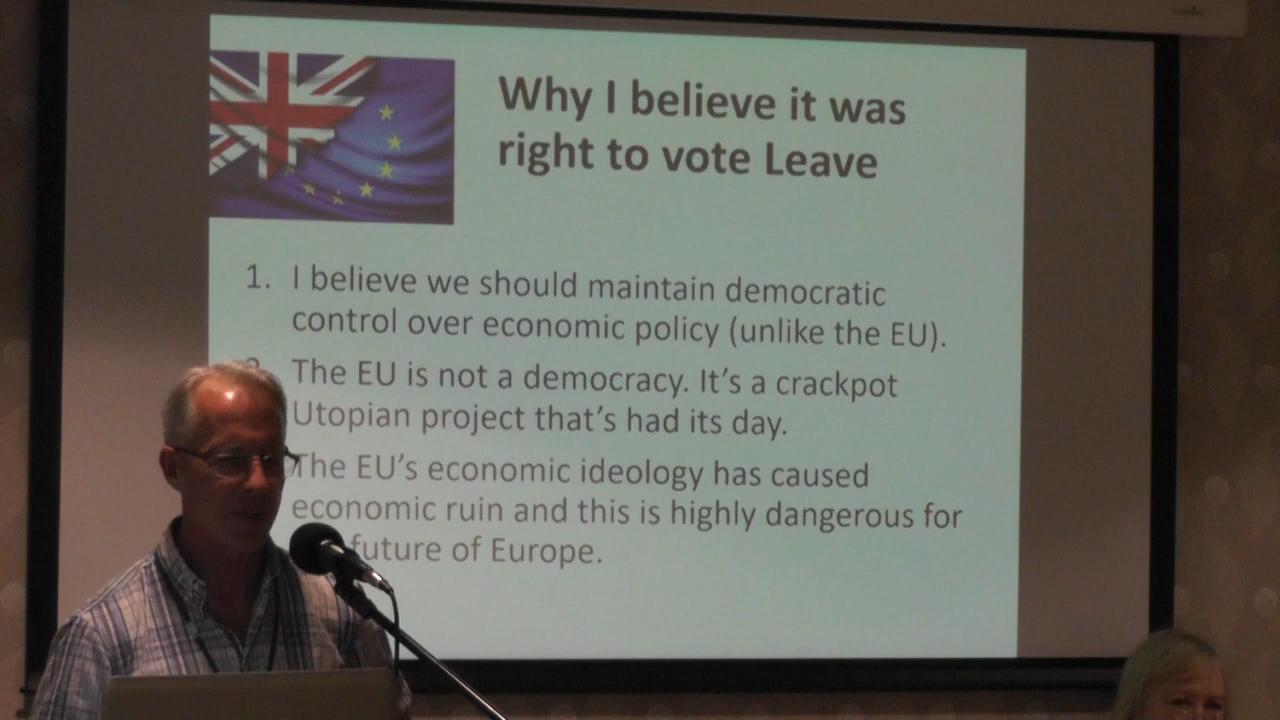 Why I believe it was
right to vote Leave
1. I believe we should maintain democratic
control over economic policy (unlike the EU).
The EU is not a democracy. It's a crackpot
Utopian project that's had its day.
The EU's economic ideology has caused
economic ruin and this is highly dangerous for
future of Europe.